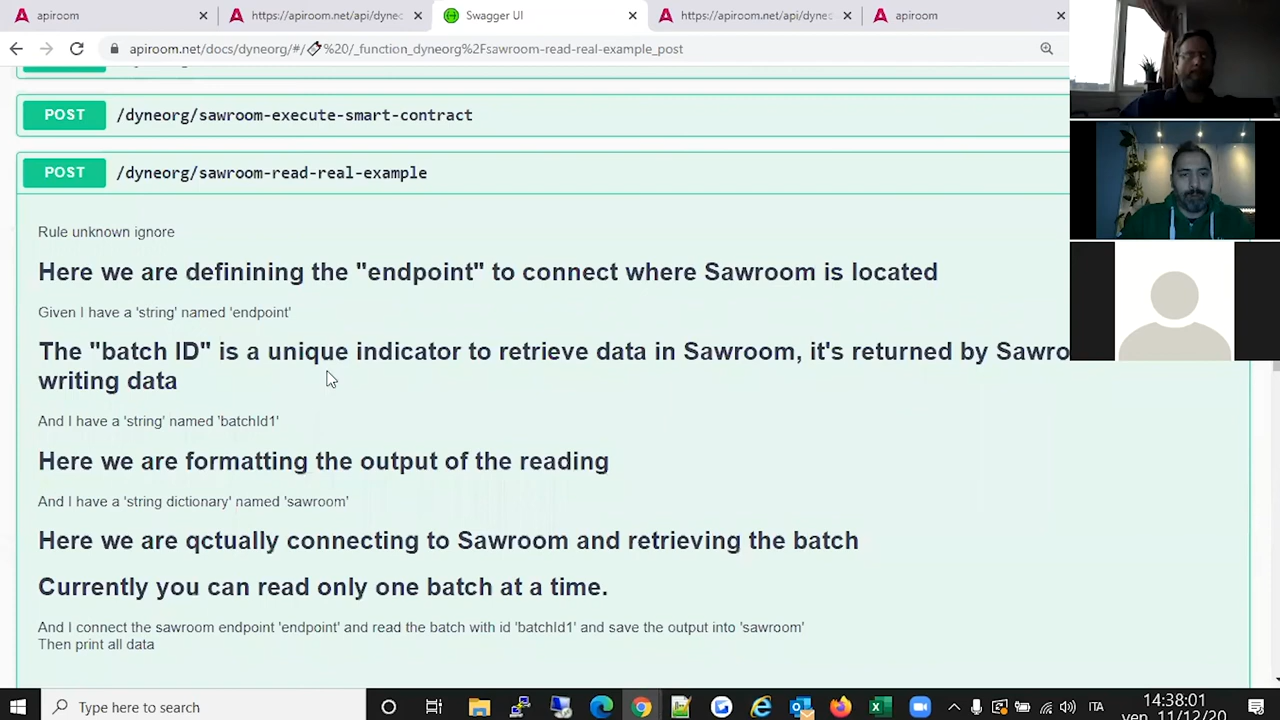 apiroom
https://apiroom.net/api/dynec
Swagger UI
https://apiroom.net/api/dynec
apiroom
apiroom.net/docs/dyneorg/#/🖍%20/_function_dyneorg%2Fsawroom-read-real-example_post
POST /dyneorg/sawroom-execute-smart-contract
POST /dyneorg/sawroom-read-real-example
Rule unknown ignore
Here we are definining the "endpoint" to connect where Sawroom is located
Given I have a 'string' named 'endpoint'
The "batch ID" is a unique indicator to retrieve data in Sawroom, it's returned by Sawro
writing data
And I have a 'string' named 'batchId1'
Here we are formatting the output of the reading
And I have a 'string dictionary' named 'sawroom'
Here we are qctually connecting to Sawroom and retrieving the batch
Currently you can read only one batch at a time.
And I connect the sawroom endpoint 'endpoint' and read the batch with id 'batchId1' and save the output into 'sawroom'
Then print all data
Type here to search
ITA
14:38:01
ven. 11/12/20